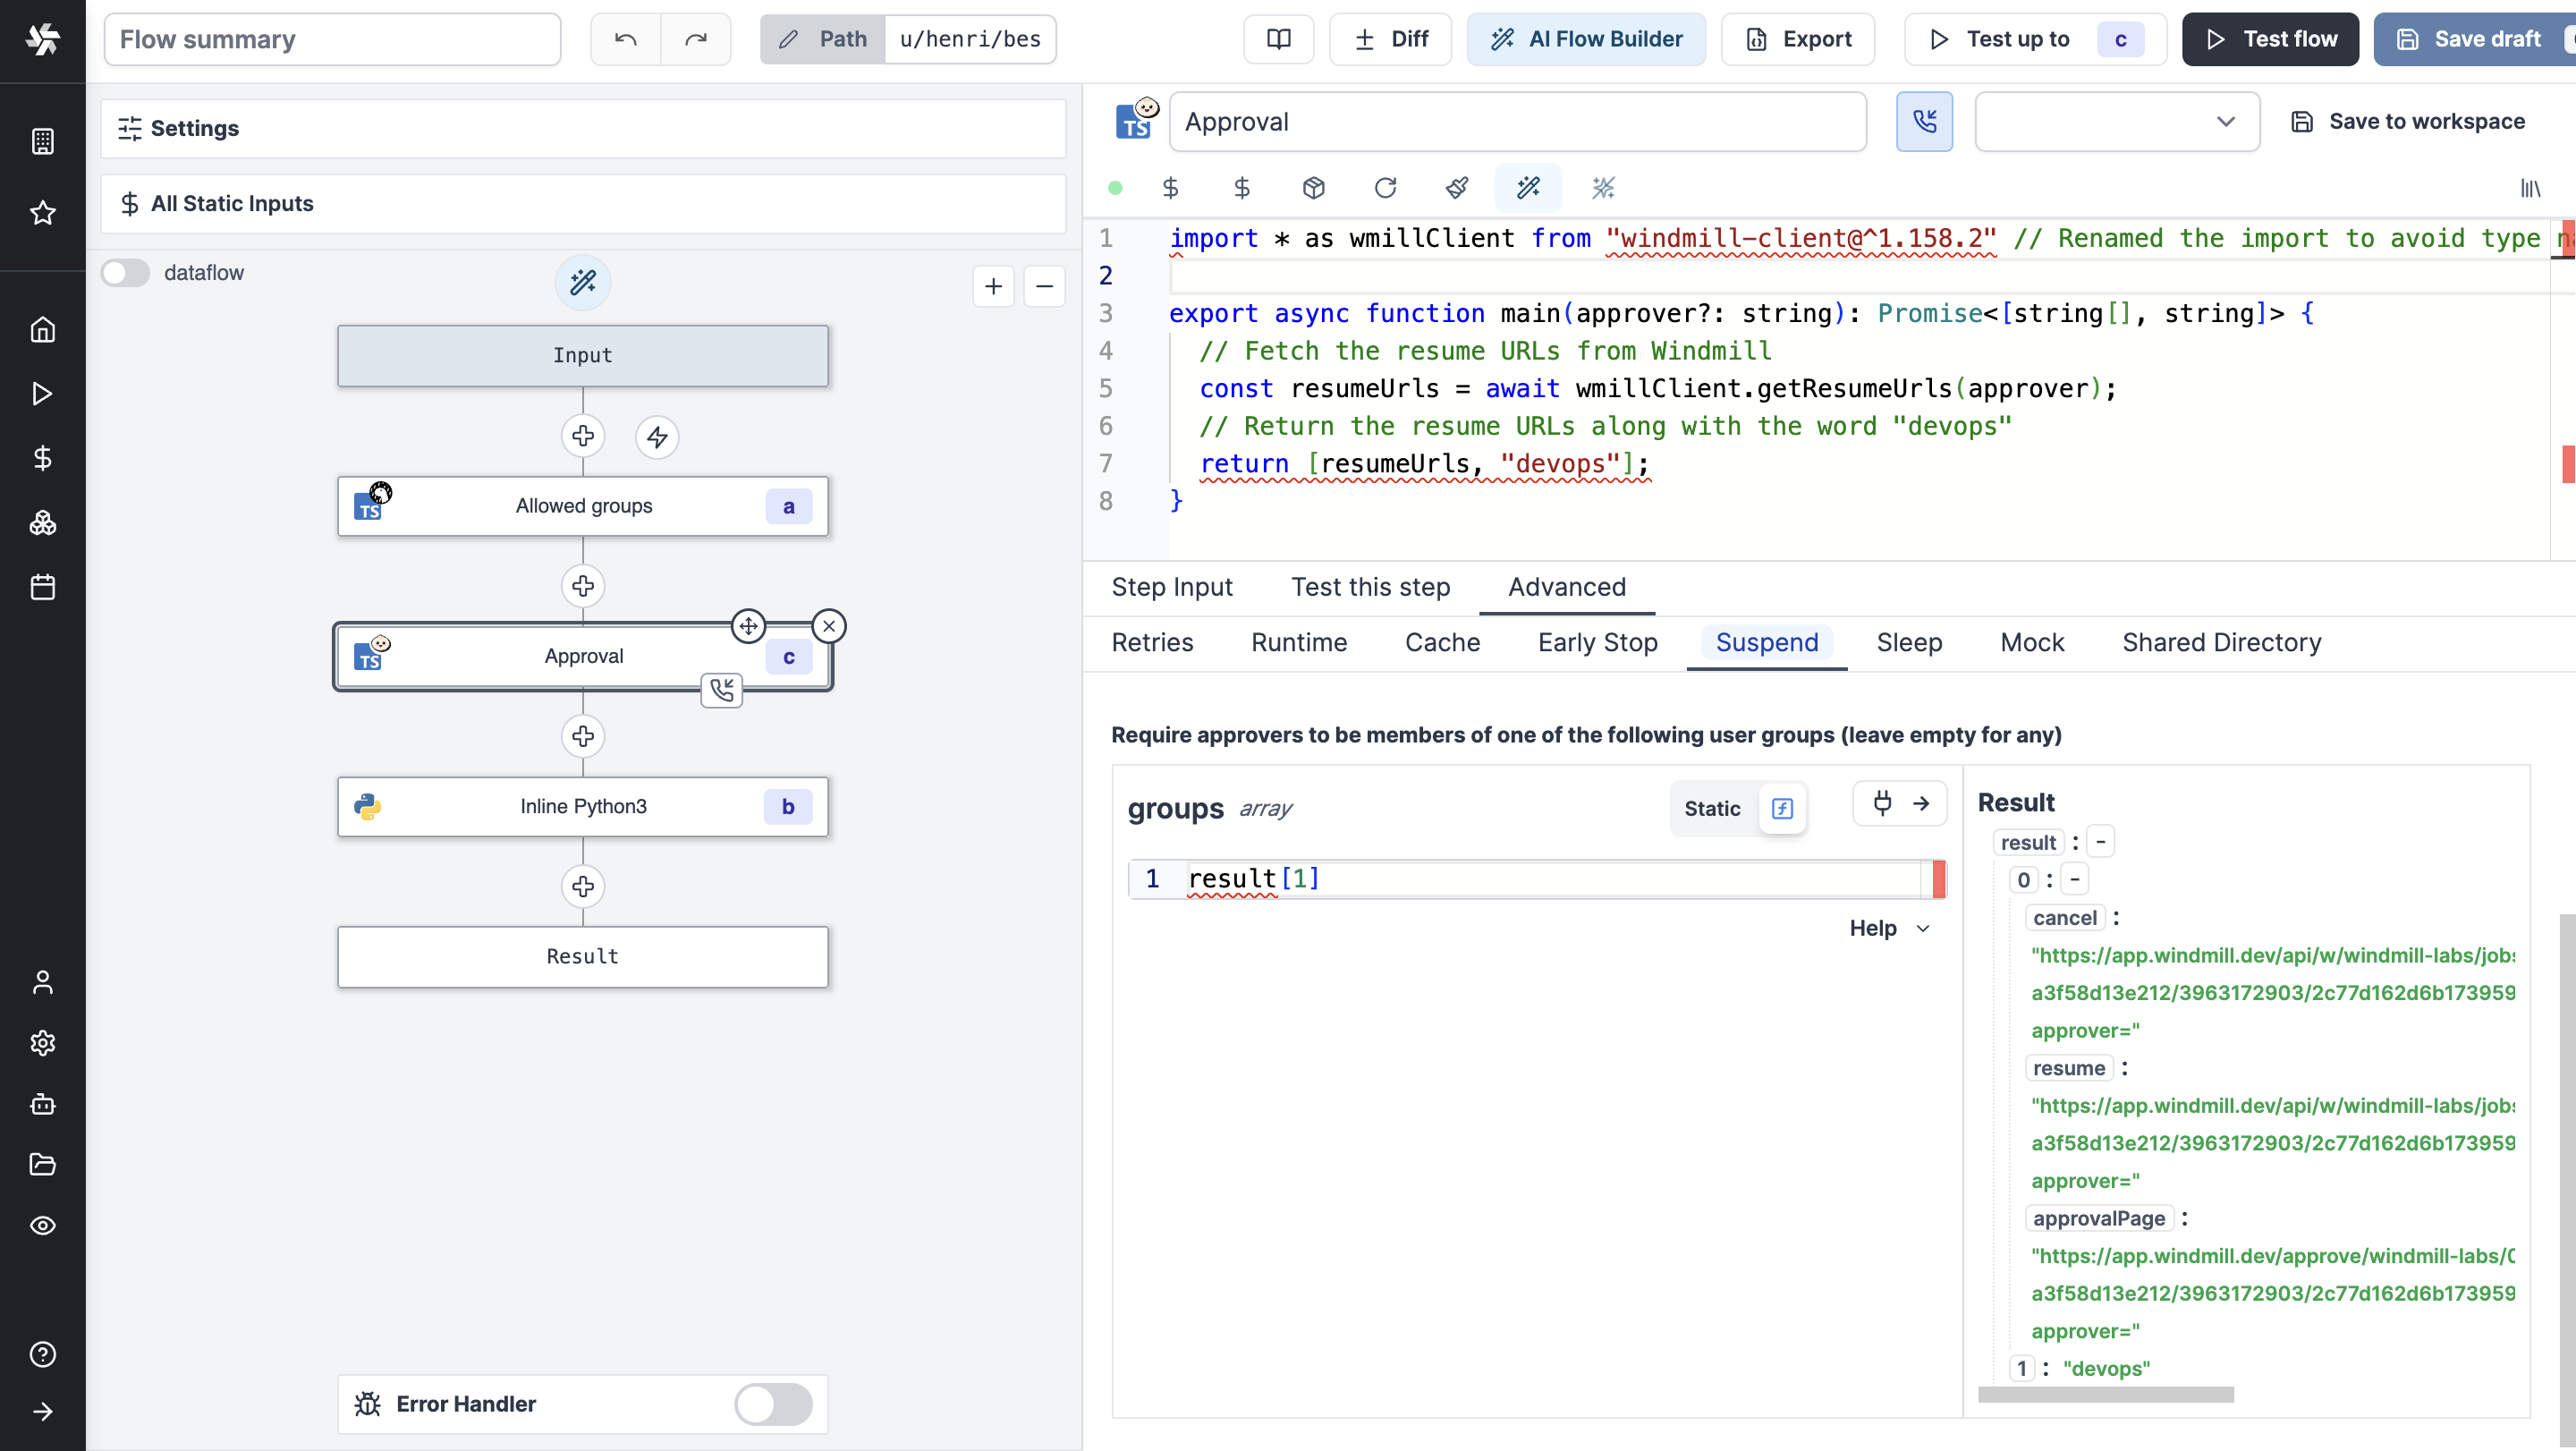 Flow summary
Path
u/henri/bes
Diff
AI Flow Builder
Export
Test up to
c
Test flow
Save draft
Settings
All Static Inputs
dataflow
Input
TS
Allowed groups
a
TS
Approval
c
Inline Python3
b
Result
Error Handler
TS
Approval
Save to workspace
1 import * as wmillClient from "windmill-client@^1.158.2" // Renamed the import to avoid type
2
3 export async function main(approver?: string): Promise<[string[], string]> {
4 // Fetch the resume URLs from Windmill
5 const resumeUrls = await wmillClient.getResumeUrls(approver);
6 // Return the resume URLs along with the word "devops"
7 return [resumeUrls, "devops"];
8 }
Step Input
Test this step
Advanced
Retries
Runtime
Cache
Early Stop
Suspend
Sleep
Mock
Shared Directory
Require approvers to be members of one of the following user groups (leave empty for any)
groups array
Static
1 result[1]
Help
Result
result : -
0 : -
cancel :
"https://app.windmill.dev/api/w/windmill-labs/jobs
a3f58d13e212/3963172903/2c77d162d6b173959
approver="
resume :
"https://app.windmill.dev/api/w/windmill-labs/jobs
a3f58d13e212/3963172903/2c77d162d6b173959
approver="
approvalPage :
"https://app.windmill.dev/approve/windmill-labs/
a3f58d13e212/3963172903/2c77d162d6b173959
approver="
1 : "devops"